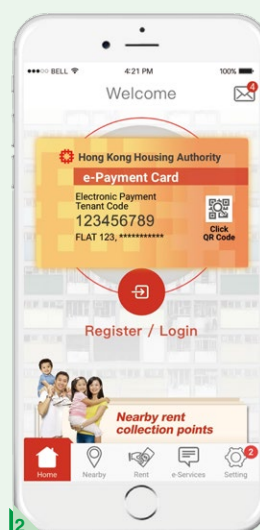 BELL 4:21 PM 100%
Welcome
4
Hong Kong Housing Authority
e-Payment Card
Electronic Payment
Tenant Code
123456789
FLAT 123, ***********
Click
QR Code
Register / Login
Nearby rent
collection points
2
Home Nearby Rent e-Services Setting
2